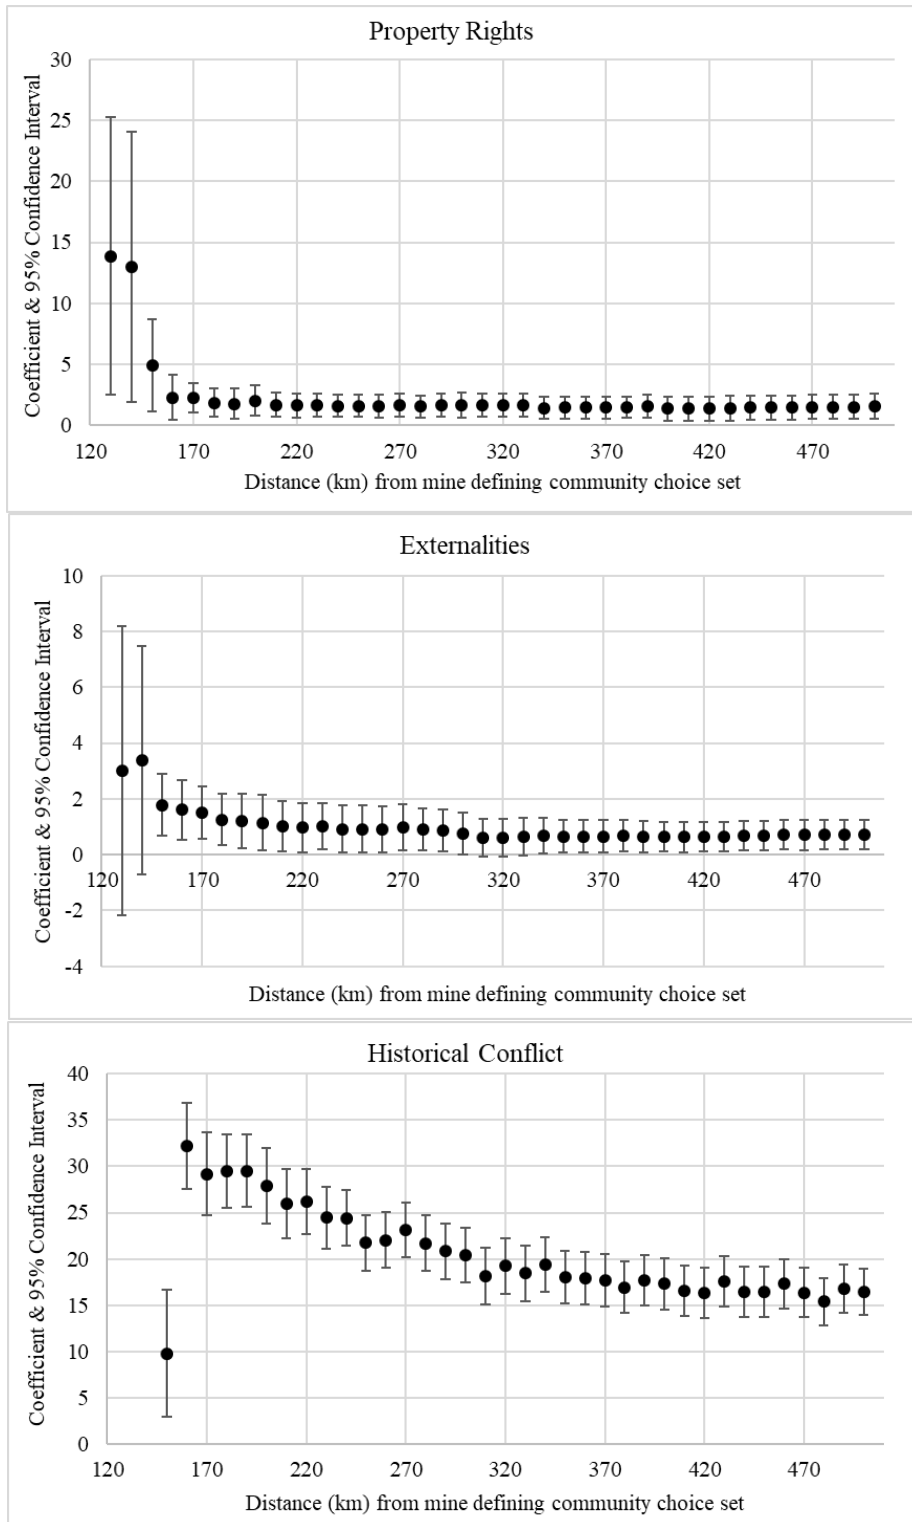 Property Rights
Coefficient & 95% Confidence Interval
30
25
20
15
10
5
0
120 170 220 270 320 370 420 470
Distance (km) from mine defining community choice set
Externalities
Coefficient & 95% Confidence Interval
10
8
6
4
2
0
120 170 220 270 320 370 420 470
-2
-4
Distance (km) from mine defining community choice set
Historical Conflict
Coefficient & 95% Confidence Interval
40
35
30
25
20
15
10
5
0
120 170 220 270 320 370 420 470
Distance (km) from mine defining community choice set